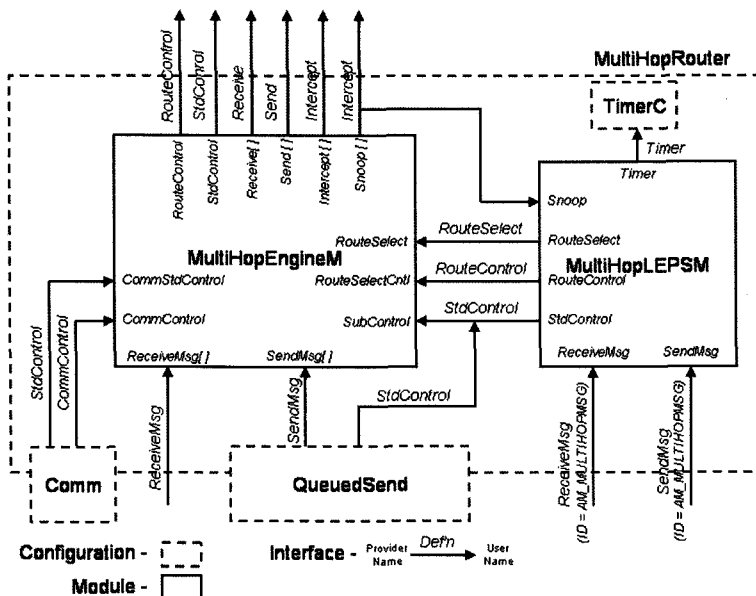 RouteControl
StdConrol
Receive
Send
Intercept
Intercept
MultiHopRouter
TimerC
Timer
Timer
RouteControl
StdControl
Receive[]
Send [ ]
Intercept [ ]
Snoop [ ]
Snoop
RouteSelect
RouteSelect
RouteSelect
MultiHopEngineM
MultiHopLEPSM
CommStdControl
RouteSelectCntl
RouteControl
RouteControl
StdControl
CommControl
SubControl
StdControl
ReceiveMsg[ ]
SendMsg[ ]
ReceiveMsg
SendMsg
StdControl
CommControl
ReceiveMsg
SendMsg
StdControl
ReceiveMsg
(ID = AM_MULTIHOPMSG)
SendMsg
(ID = AM_MULTIHOPMSG)
Comm
QueuedSend
Configuration -
Interface - Provider Name Def'n User Name
Module -